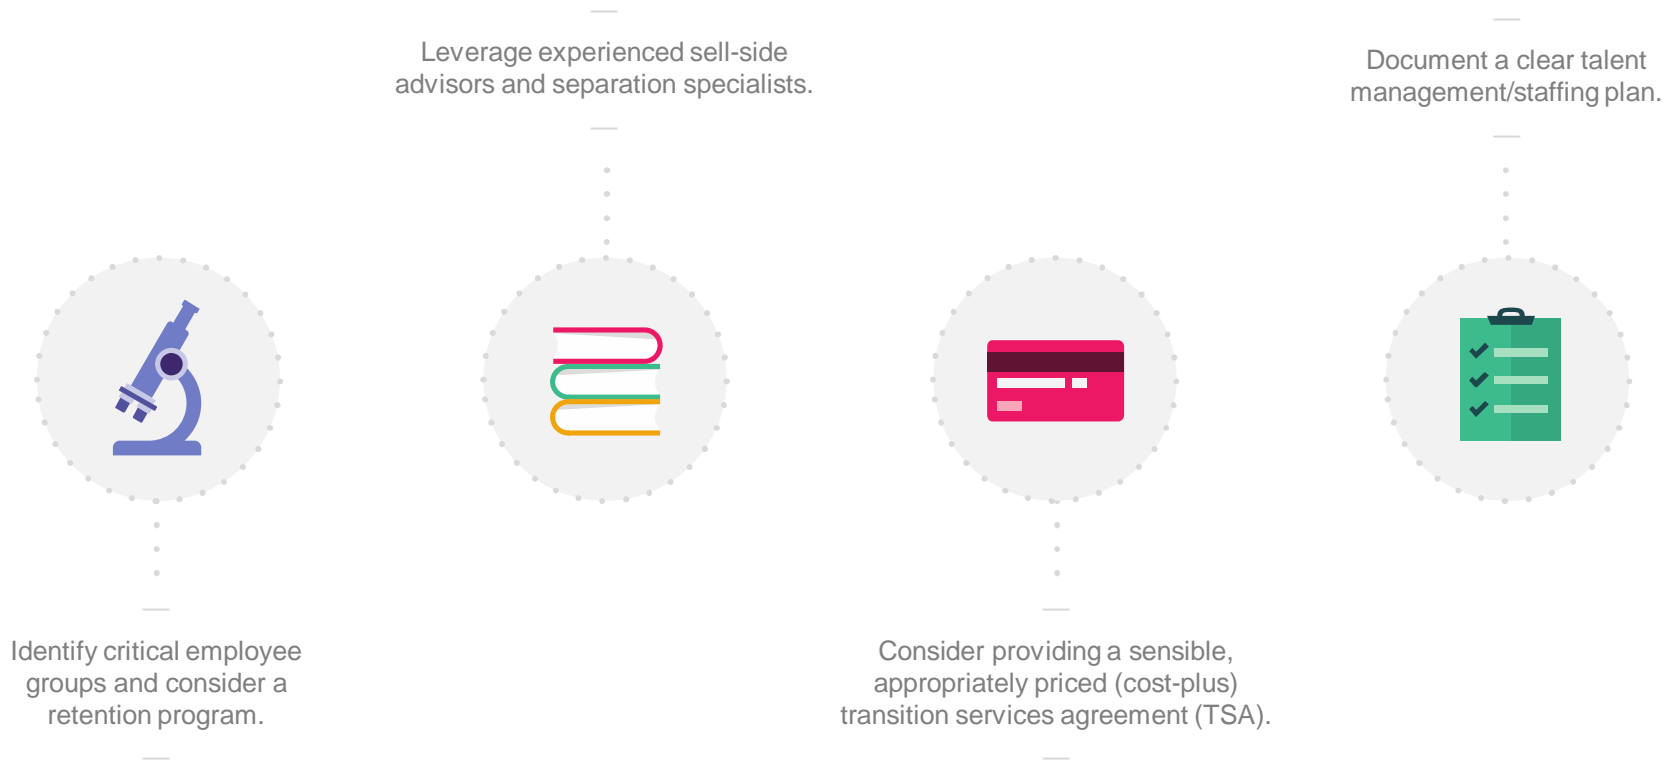 Leverage experienced sell-side
advisors and separation specialists.
Document a clear talent
management/staffing plan.
Identify critical employee
groups and consider a
retention program.
Consider providing a sensible,
appropriately priced (cost-plus)
transition services agreement (TSA).